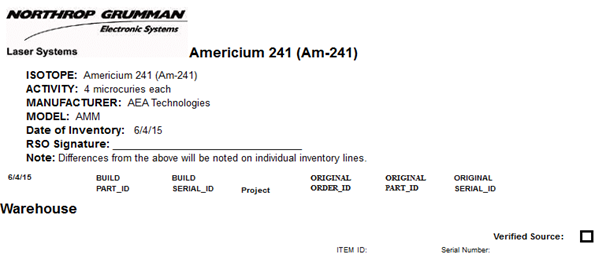 NORTHROP GRUMMAN
Electronic Systems
Laser Systems
Americium 241 (Am-241)
ISOTOPE: Americium 241 (Am-241)
ACTIVITY: 4 microcuries each
MANUFACTURER: AEA Technologies
MODEL: AMM
Date of Inventory: 6/4/15
RSO Signature: ______________________________
Note: Differences from the above will be noted on individual inventory lines.
6/4/15 BUILD BUILD ORIGINAL ORIGINAL ORIGINAL
PART_ID SERIAL_ID Project ORDER_ID PART_ID SERIAL_ID
Warehouse
Verified Source:
ITEM ID: Serial Number: